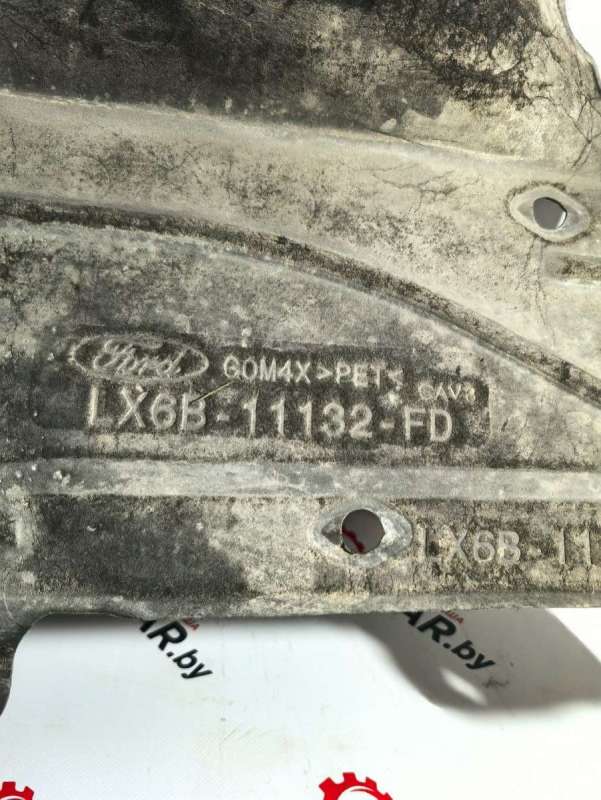 Ford GOM4X >PET< CAV3
LX6B-11132-FD
LX6B-11
AR.by
AR.by